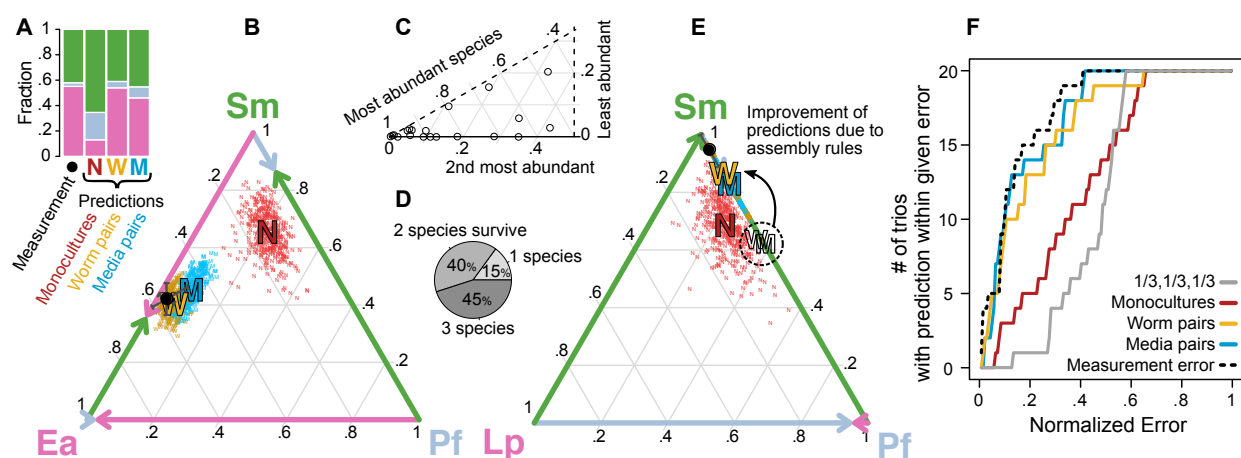 A
Fraction
1
.8
.6
.4
.2
0
N W M
Predictions
Measurement
Monocultures
Worm pairs
Media pairs
B
Sm
1
.8
.6
.4
.2
.2
.4
.6
.8
1
.2
.4
.6
.8
1
N
W
M
Ea
Pf
C
Most abundant species
1
.8
.4
.4
.2
0
Least abundant
0
.2
.4
2nd most abundant
D
2 species survive
1 species
40%
15%
45%
3 species
E
Sm
Improvement of
predictions due to
assembly rules
1
.8
.6
.4
.2
.2
.4
.6
.8
1
.2
.4
.6
.8
1
W
M
N
W
M
Lp
Pf
F
# of trios
with prediction within given error
20
15
10
5
0
1/3,1/3,1/3
Monocultures
Worm pairs
Media pairs
Measurement error
0 .2 .4 .6 .8 1
Normalized Error